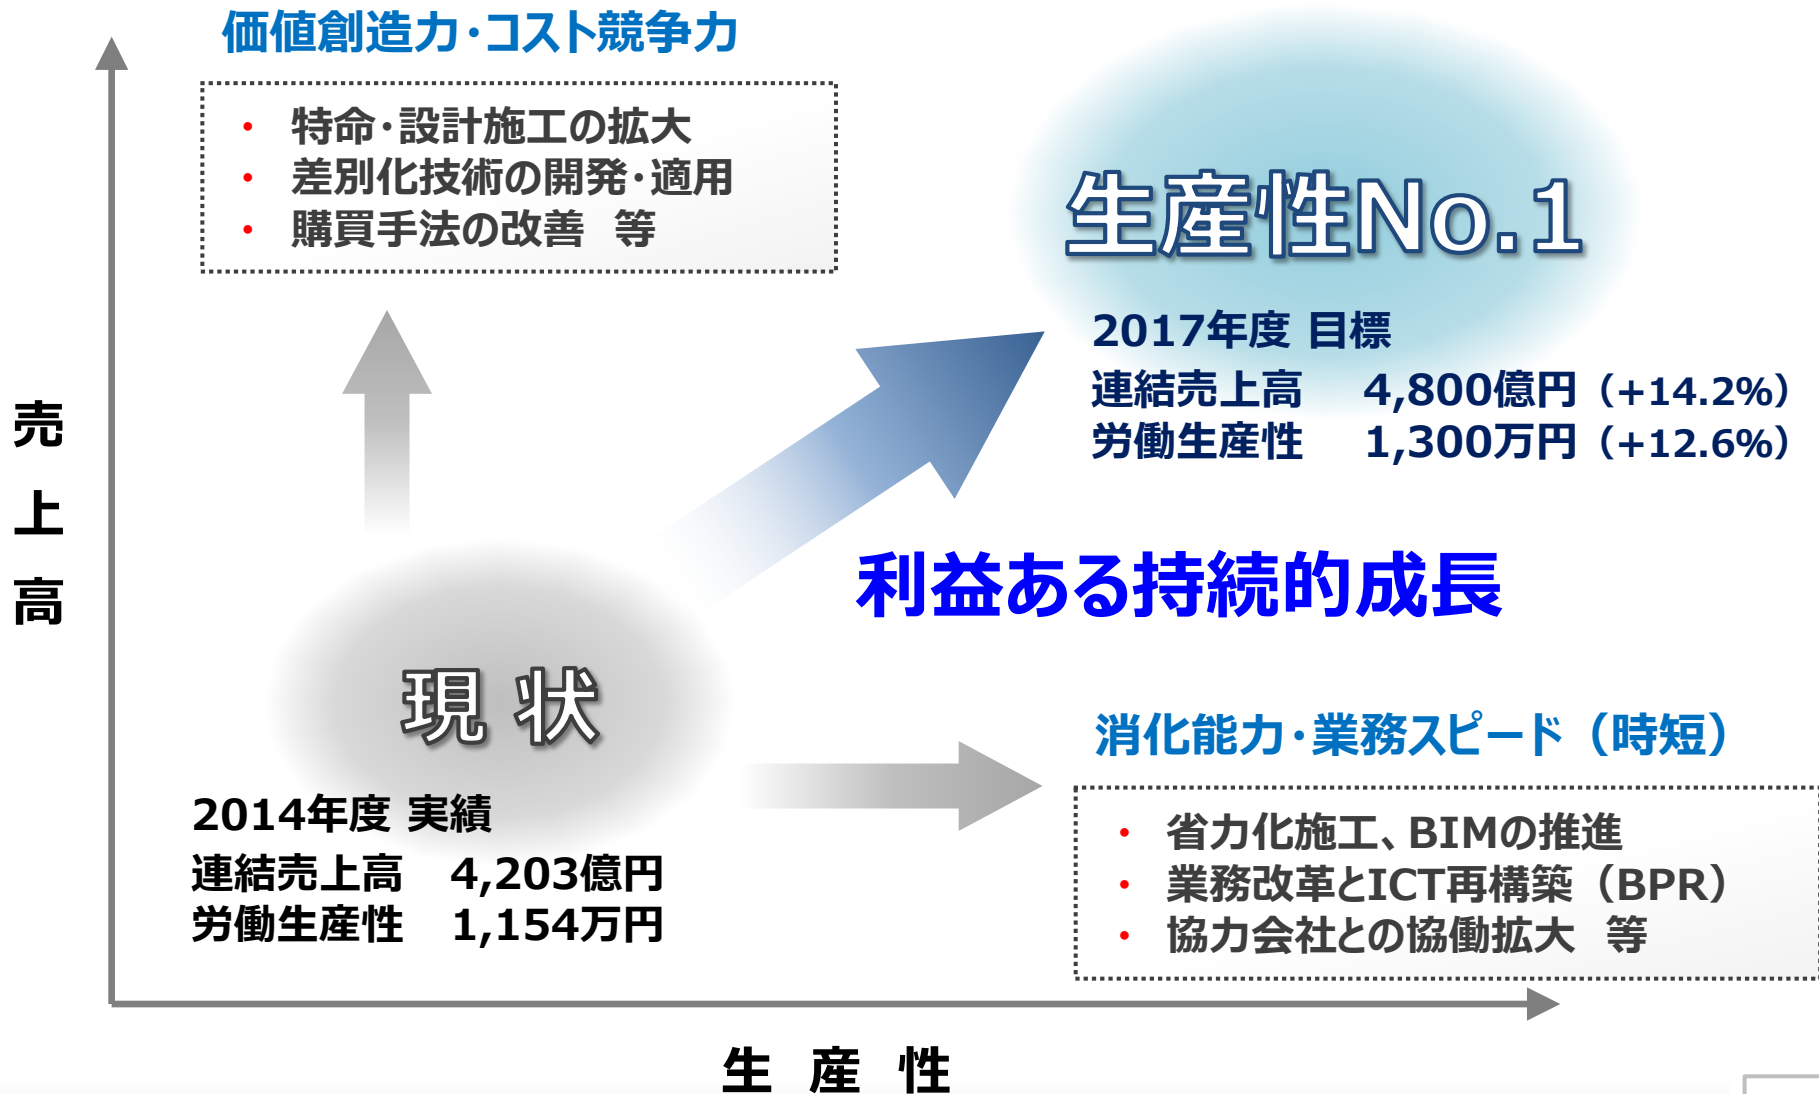 価値創造力･コスト競争力
• 特命･設計施工の拡大
• 差別化技術の開発･適用
• 購買手法の改善 等
生産性No.1
2017年度 目標
連結売上高 4,800億円（+14.2%）
労働生産性 1,300万円（+12.6%）
売上高
利益ある持続的成長
現 状
2014年度 実績
連結売上高 4,203億円
労働生産性 1,154万円
消化能力･業務スピード（時短）
• 省力化施工、BIMの推進
• 業務改革とICT再構築（BPR）
• 協力会社との協働拡大 等
生 産 性